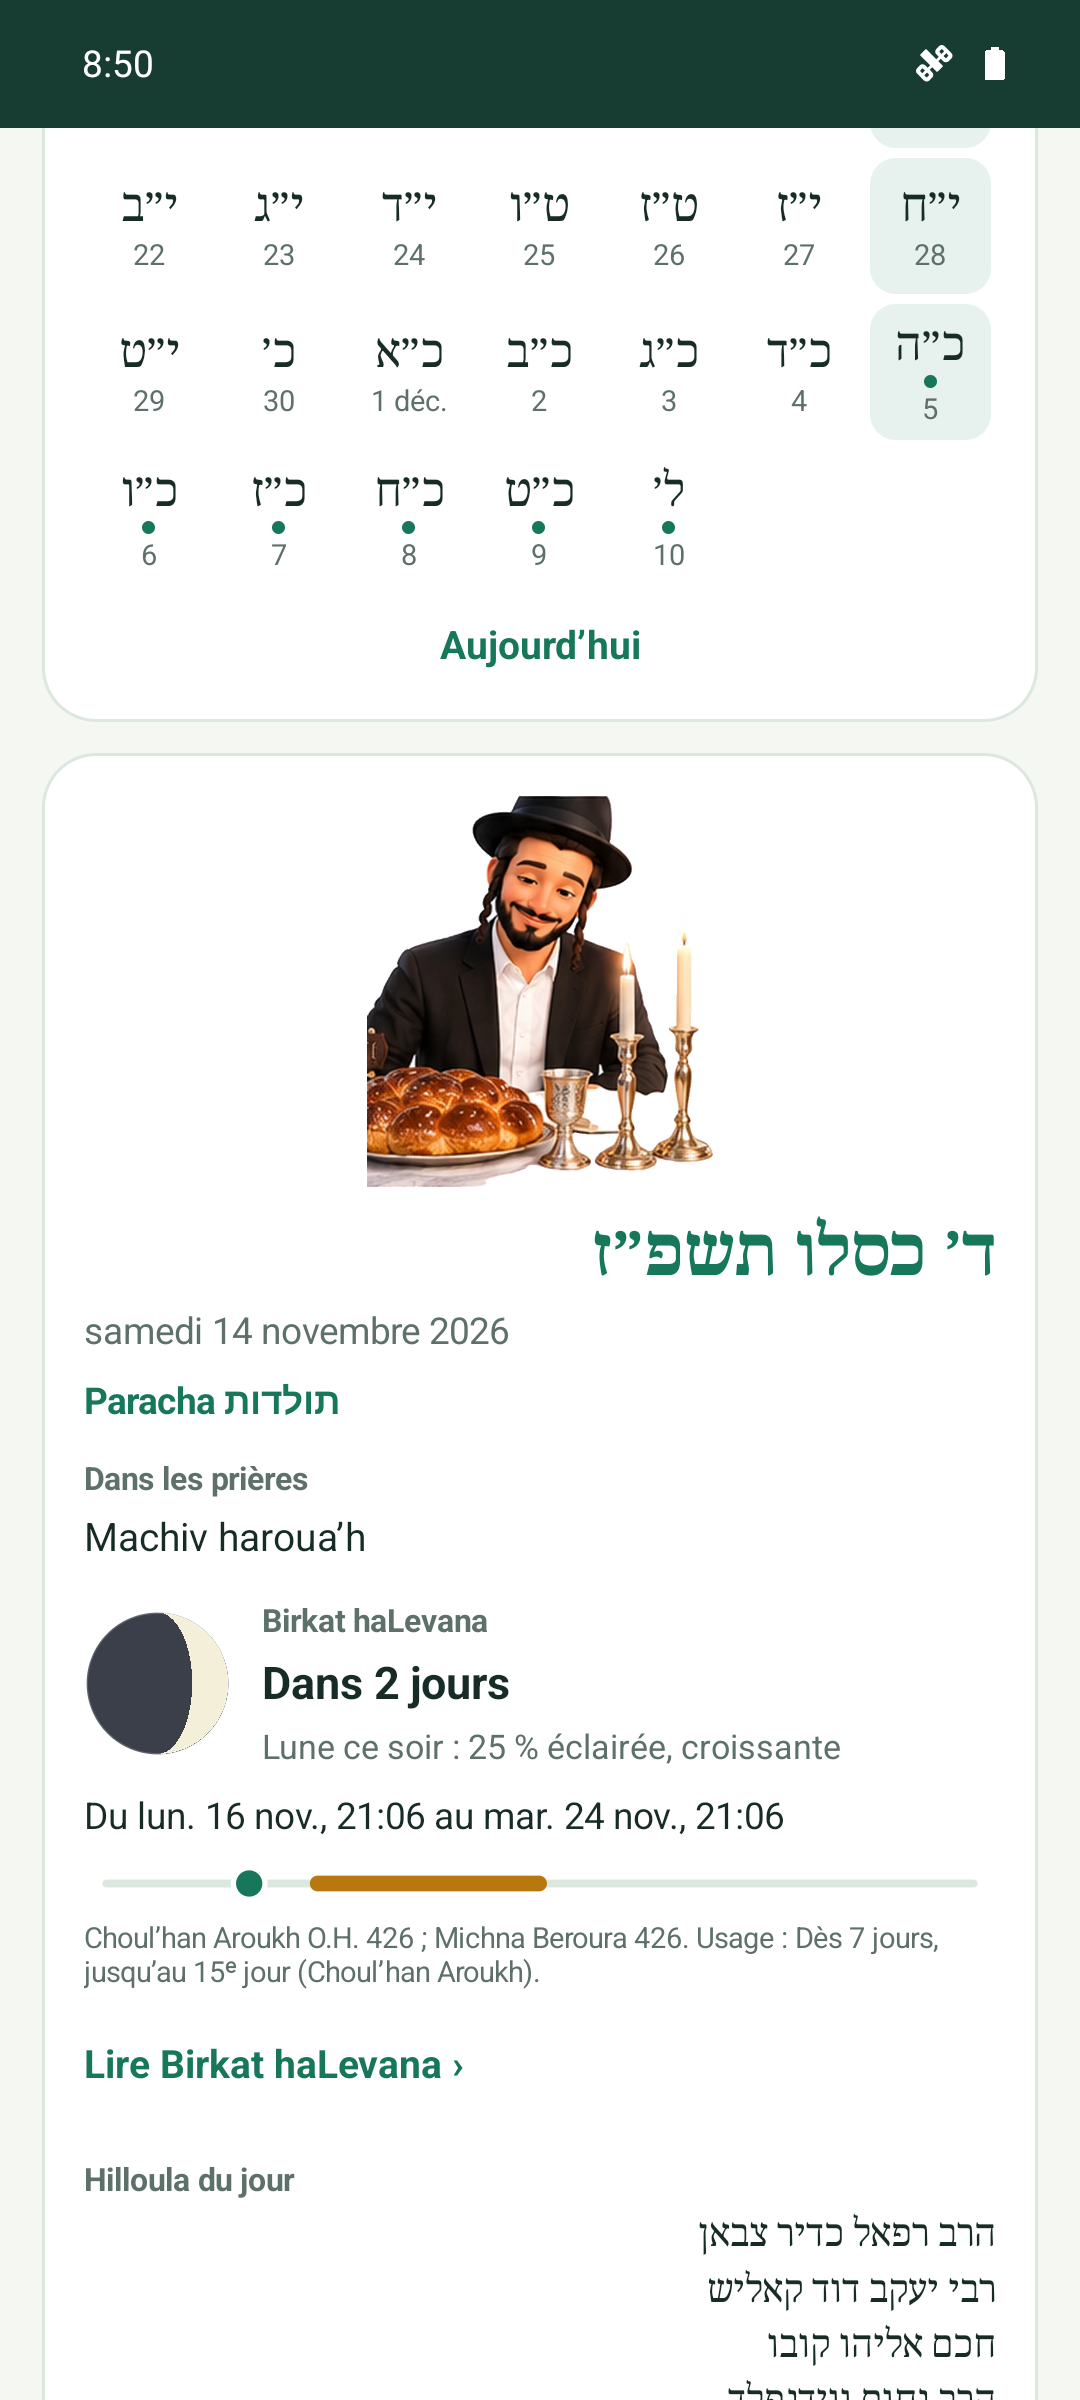 8:50
י״ב י״ג י״ד ט״ו ט״ז י״ז י״ח
22 23 24 25 26 27 28
י״ט כ׳ כ״א כ״ב כ״ג כ״ד כ״ה
29 30 1 déc. 2 3 4 5
כ״ו כ״ז כ״ח כ״ט ל׳
6 7 8 9 10
Aujourd’hui
ד׳ כסלו תשפ״ז
samedi 14 novembre 2026
Paracha תולדות
Dans les prières
Machiv haroua’h
Birkat haLevana
Dans 2 jours
Lune ce soir : 25 % éclairée, croissante
Du lun. 16 nov., 21:06 au mar. 24 nov., 21:06
Choul’han Aroukh O.H. 426 ; Michna Beroura 426. Usage : Dès 7 jours,
jusqu’au 15ᵉ jour (Choul’han Aroukh).
Lire Birkat haLevana ›
Hilloula du jour
הרב רפאל כדיר צבאן
רבי יעקב דוד קאליש
חכם אליהו קובו